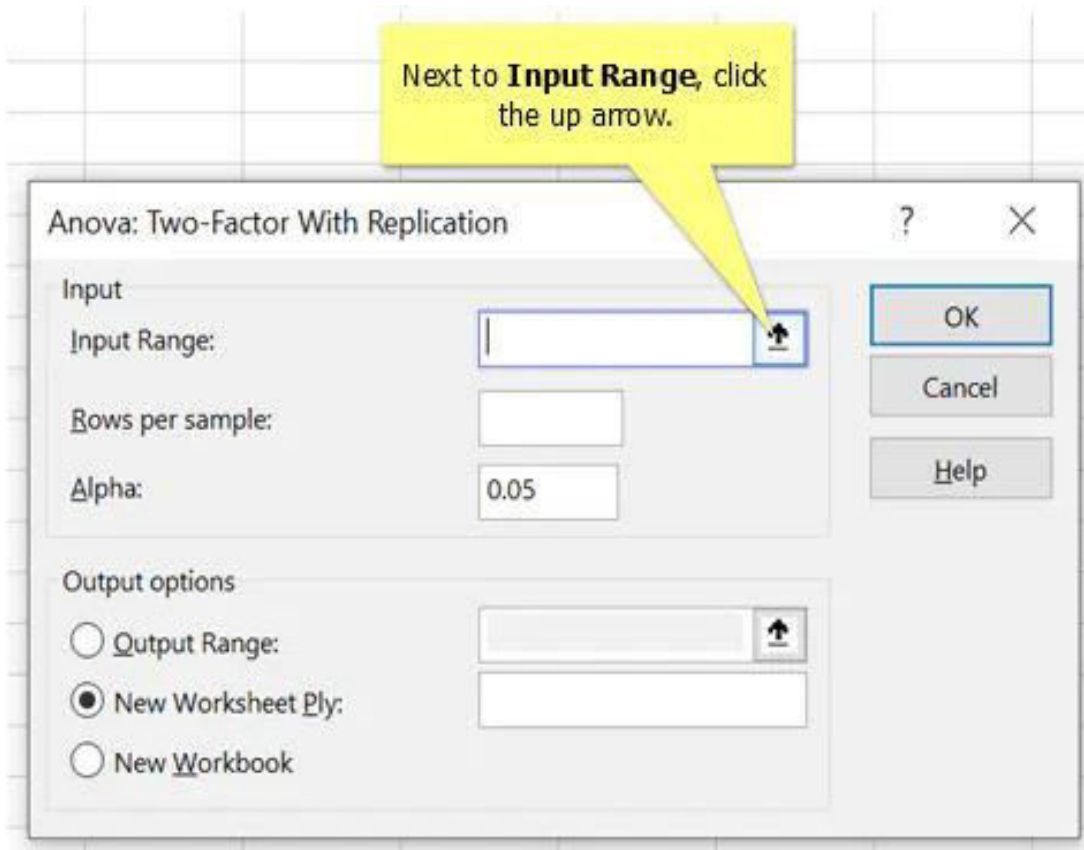 Next to Input Range, click
the up arrow.
Anova: Two-Factor With Replication
?
Input
Input Range:
OK
Cancel
Rows per sample:
Help
Alpha:
0.05
Output options
Output Range:
New Worksheet Ply:
New Workbook